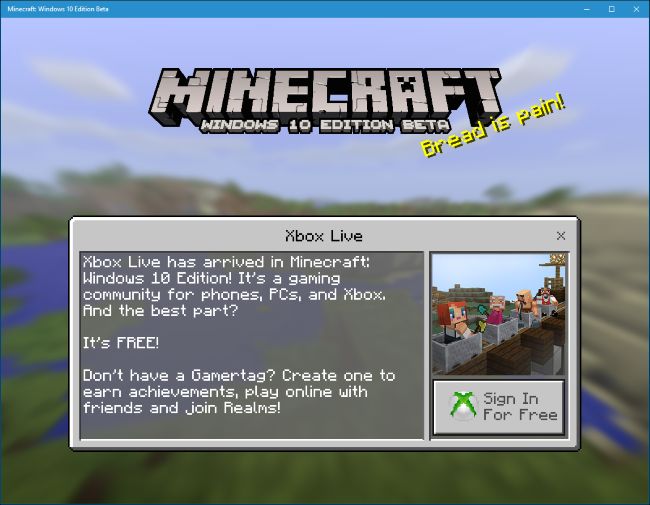 Minecraft: Windows 10 Edition Beta
MINECRAFT
WINDOWS 10 EDITION BETA
Bread is pain!
Xbox Live
Xbox Live has arrived in Minecraft:
Windows 10 Edition! It's a gaming
community for phones, PCs, and Xbox.
And the best part?
It's FREE!
Don't have a Gamertag? Create one to
earn achievements, play online with
friends and join Realms!
Sign In
For Free